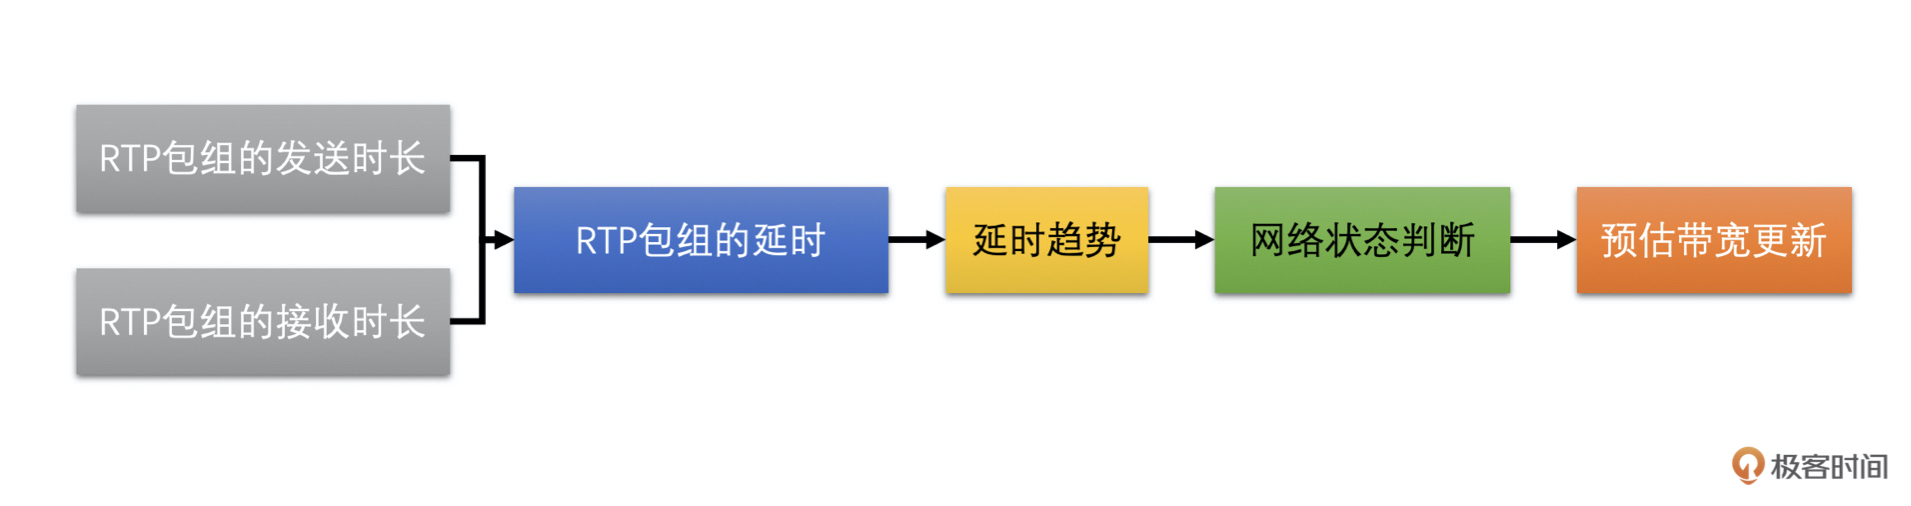 RTP包组的发送时长
RTP包组的接收时长
RTP包组的延时
延时趋势
网络状态判断
预估带宽更新
极客时间